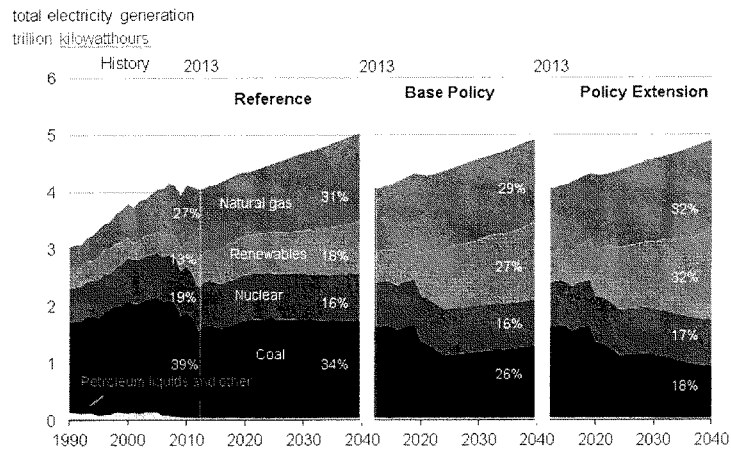 total electricity generation
trillion kilowatthours
History 2013 2013 2013
Reference Base Policy Policy Extension
6
5
4
3
2
1
0
27% Natural gas 31% 29% 32%
13% Renewables 18% 27% 32%
19% Nuclear 16% 16% 17%
39% Coal 34% 26% 18%
Petroleum liquids and other
1990 2000 2010 2020 2030 2040 2020 2030 2040 2020 2030 2040